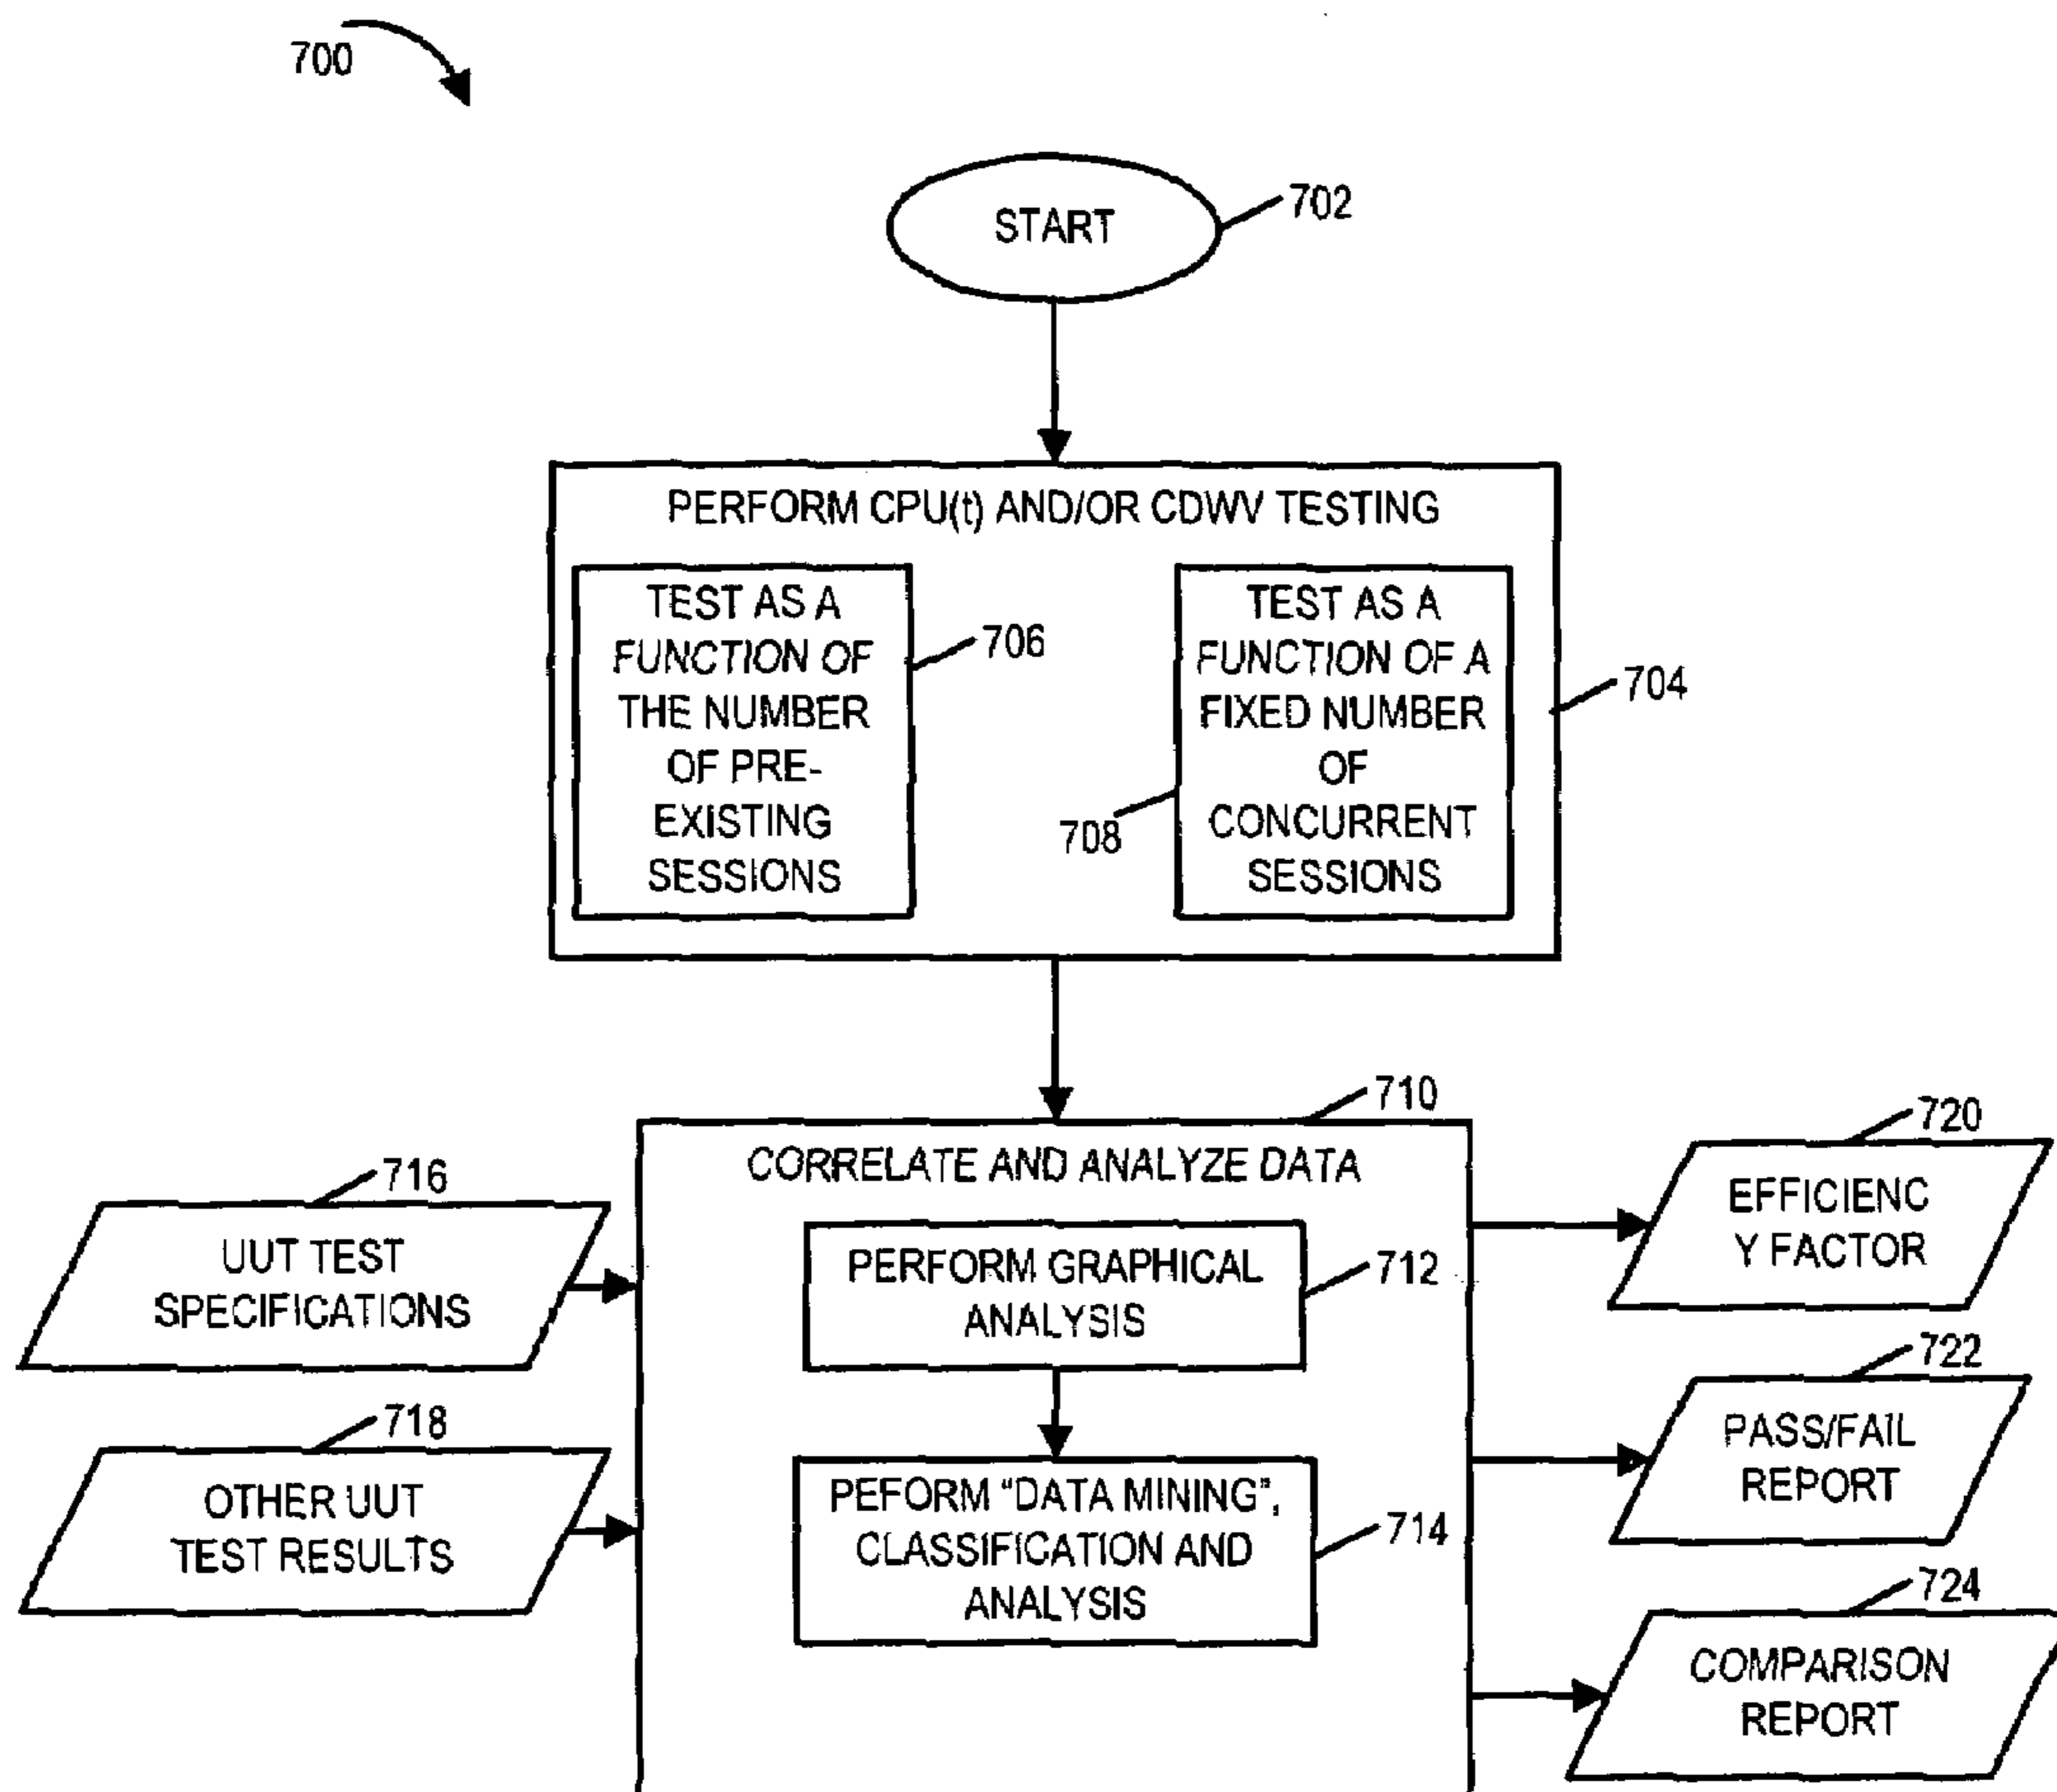 700
START
702
PERFORM CPU(t) AND/OR CDWV TESTING
TEST AS A
FUNCTION OF
THE NUMBER
OF PRE-
EXISTING
SESSIONS
706
TEST AS A
FUNCTION OF A
FIXED NUMBER
OF
CONCURRENT
SESSIONS
708
704
710
CORRELATE AND ANALYZE DATA
716
UUT TEST
SPECIFICATIONS
718
OTHER UUT
TEST RESULTS
PERFORM GRAPHICAL
ANALYSIS
712
PEFORM “DATA MINING”,
CLASSIFICATION AND
ANALYSIS
714
720
EFFICIENC
Y FACTOR
722
PASS/FAIL
REPORT
724
COMPARISON
REPORT